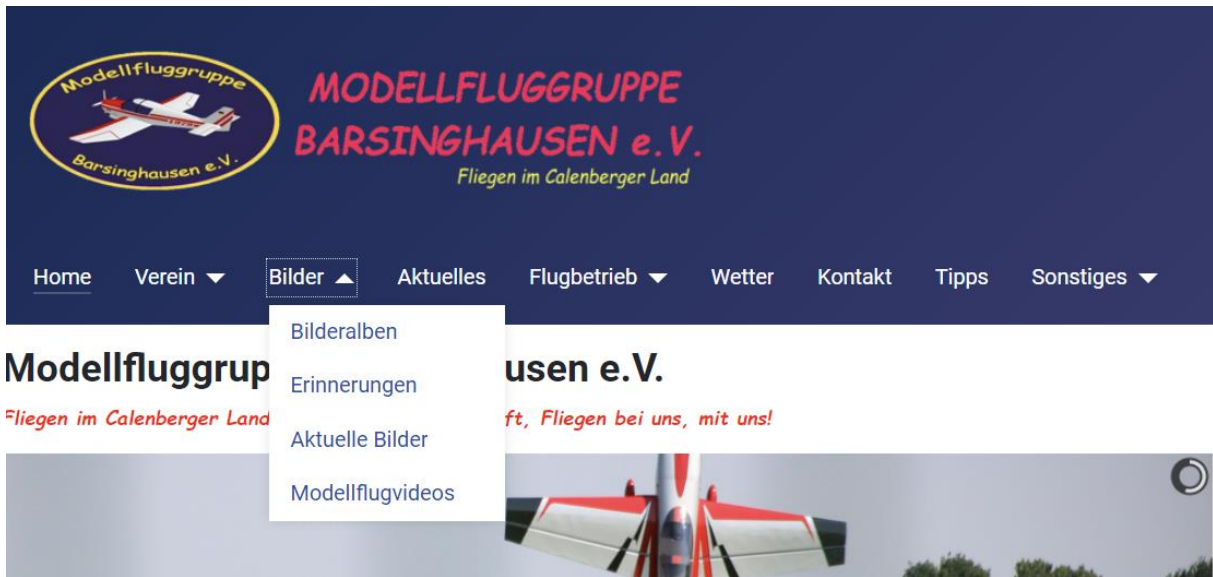 Modellfluggruppe
Barsinghausen e.V.
MODELLFLUGGRUPPE
BARSINGHAUSEN e.V.
Fliegen im Calenberger Land
Home Verein Bilder Aktuelles Flugbetrieb Wetter Kontakt Tipps Sonstiges
Bilderalben
Erinnerungen
Aktuelle Bilder
Modellflugvideos
Modellfluggrup usen e.V.
Fliegen im Calenberger Land ft, Fliegen bei uns, mit uns!